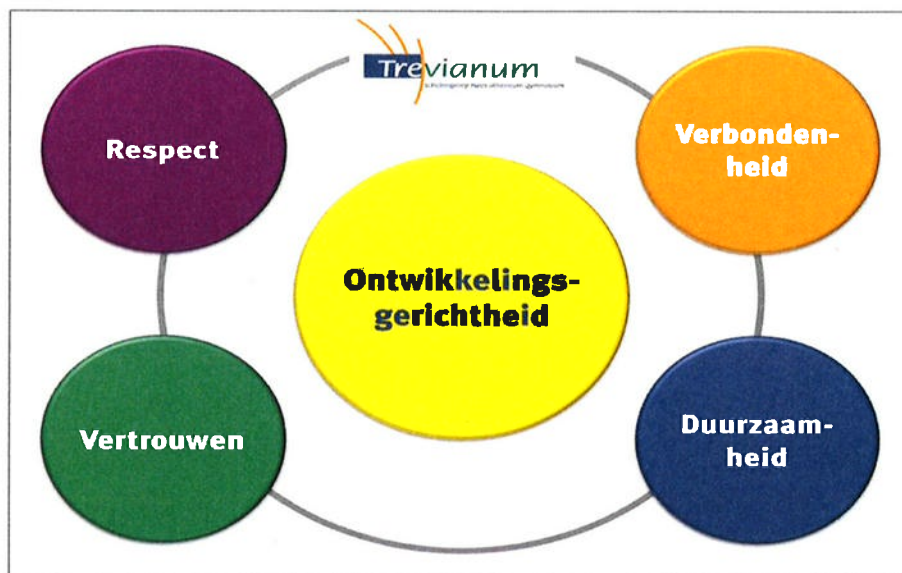 Trevianum
Respect
Verbonden-
heid
Ontwikkelings-
gerichtheid
Vertrouwen
Duurzaam-
heid